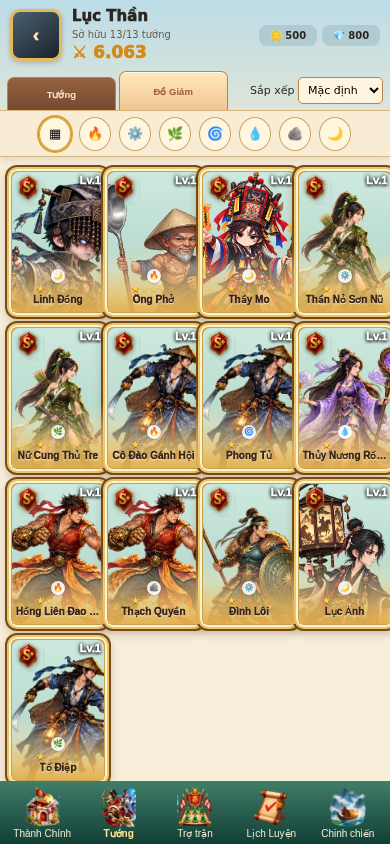 Lục Thần
Sở hữu 13/13 tướng
6.063
500
800
Tướng
Đồ Giám
Sắp xếp
Mặc định
S Lv.1
S Lv.1
S Lv.1
S Lv.1
Linh Đồng
Ông Phở
Thầy Mo
Thần Nỏ Sơn Nữ
S Lv.1
S Lv.1
S Lv.1
S Lv.1
Nữ Cung Thủ Tre
Cô Đào Gánh Hội
Phong Tử
Thủy Nương Rố...
S Lv.1
S Lv.1
S Lv.1
S Lv.1
Hồng Liên Đao ...
Thạch Quyền
Đình Lôi
Lục Ảnh
S Lv.1
Tố Điệp
Thành Chính
Tướng
Trợ trận
Lịch Luyện
Chinh chiến